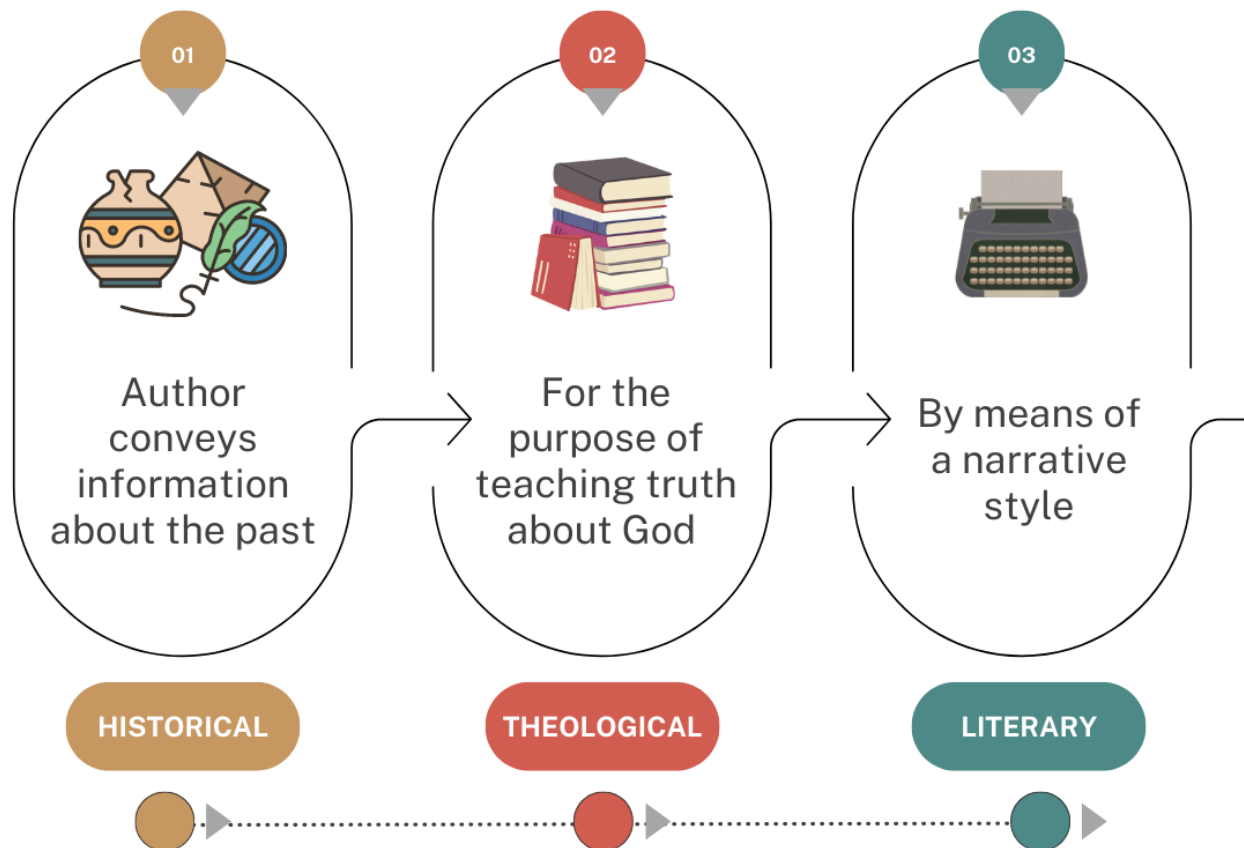 01
Author
conveys
information
about the past
HISTORICAL
02
For the
purpose of
teaching truth
about God
THEOLOGICAL
03
By means of
a narrative
style
LITERARY